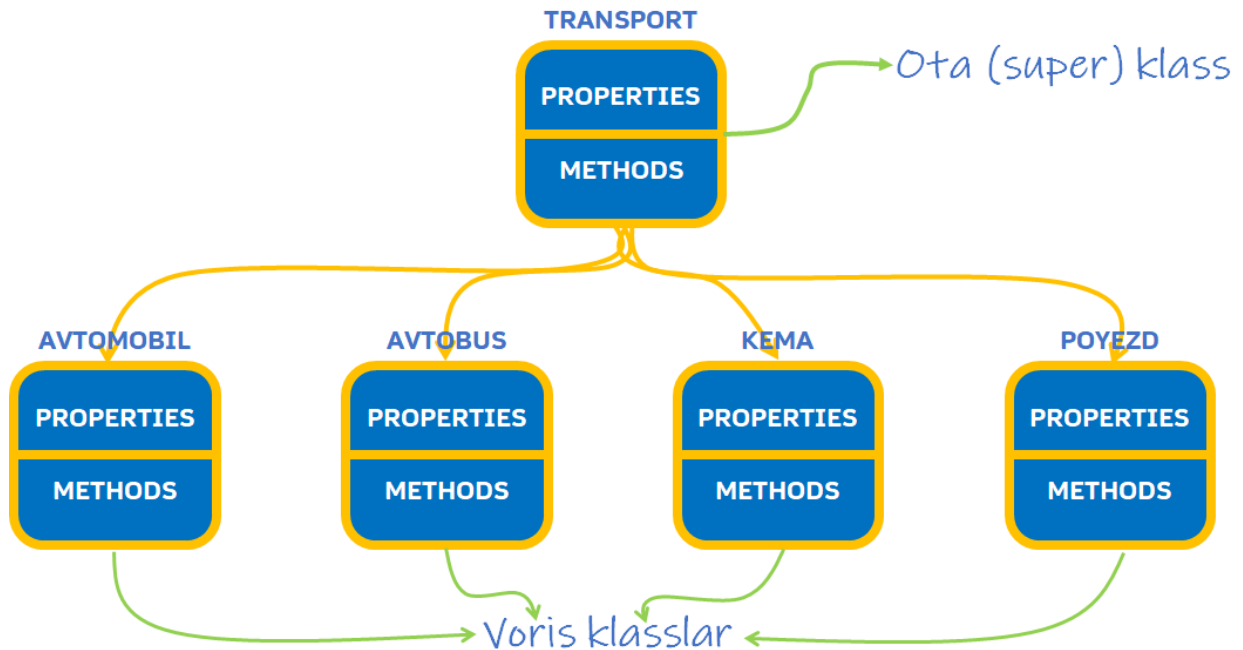 TRANSPORT
PROPERTIES
METHODS
Ota (super) klass
AVTOMOBIL
PROPERTIES
METHODS
AVTOBUS
PROPERTIES
METHODS
KEMA
PROPERTIES
METHODS
POYEZD
PROPERTIES
METHODS
Voris klasslar